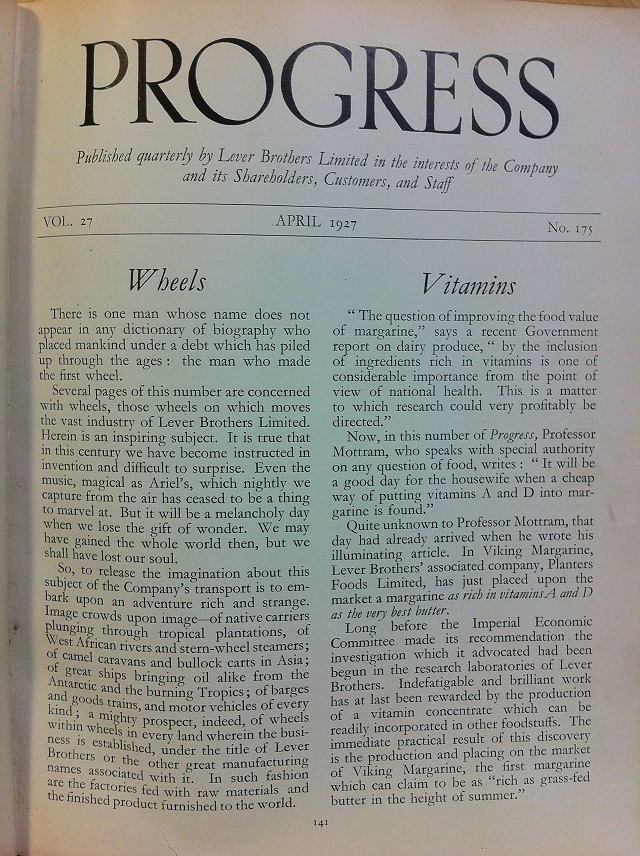 PROGRESS
Published quarterly by Lever Brothers Limited in the interests of the Company
and its Shareholders, Customers, and Staff
VOL. 27 APRIL 1927 No. 175
Wheels
There is one man whose name does not
appear in any dictionary of biography who
placed mankind under a debt which has piled
up through the ages : the man who made
the first wheel.
Several pages of this number are concerned
with wheels, those wheels on which moves
the vast industry of Lever Brothers Limited.
Herein is an inspiring subject. It is true that
in this century we have become instructed in
invention and difficult to surprise. Even the
music, magical as Ariel's, which nightly we
capture from the air has ceased to be a thing
to marvel at. But it will be a melancholy day
when we lose the gift of wonder. We may
have gained the whole world then, but we
shall have lost our soul.
So, to release the imagination about this
subject of the Company's transport is to em-
bark upon an adventure rich and strange.
Image crowds upon image—of native carriers
plunging through tropical plantations, of
West African rivers and stern-wheel steamers;
of camel caravans and bullock carts in Asia;
of great ships bringing oil alike from the
Antarctic and the burning Tropics; of barges
and goods trains, and motor vehicles of every
kind; a mighty prospect, indeed, of wheels
within wheels in every land wherein the busi-
ness is established, under the title of Lever
Brothers or the other great manufacturing
names associated with it. In such fashion
are the factories fed with raw materials and
the finished product furnished to the world.
Vitamins
" The question of improving the food value
of margarine," says a recent Government
report on dairy produce, " by the inclusion
of ingredients rich in vitamins is one of
considerable importance from the point of
view of national health. This is a matter
to which research could very profitably be
directed."
Now, in this number of Progress, Professor
Mottram, who speaks with special authority
on any question of food, writes : " It will be
a good day for the housewife when a cheap
way of putting vitamins A and D into mar-
garine is found."
Quite unknown to Professor Mottram, that
day had already arrived when he wrote his
illuminating article. In Viking Margarine,
Lever Brothers' associated company, Planters
Foods Limited, has just placed upon the
market a margarine as rich in vitamins A and D
as the very best butter.
Long before the Imperial Economic
Committee made its recommendation the
investigation which it advocated had been
begun in the research laboratories of Lever
Brothers. Indefatigable and brilliant work
has at last been rewarded by the production
of a vitamin concentrate which can be
readily incorporated in other foodstuffs. The
immediate practical result of this discovery
is the production and placing on the market
of Viking Margarine, the first margarine
which can claim to be as "rich as grass-fed
butter in the height of summer."
141